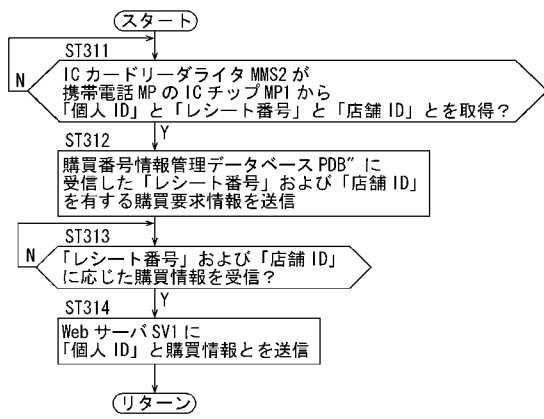 スタート
ST311
ICカードリーダライタMMS2が
携帯電話MPのICチップMP1から
「個人ID」と「レシート番号」と「店舗ID」とを取得?
N
Y
ST312
購買番号情報管理データベースPDB"に
受信した「レシート番号」および「店舗ID」
を有する購買要求情報を送信
ST313
N
「レシート番号」および「店舗ID」
に応じた購買情報を受信?
Y
ST314
WebサーバSV1に
「個人ID」と購買情報とを送信
リターン